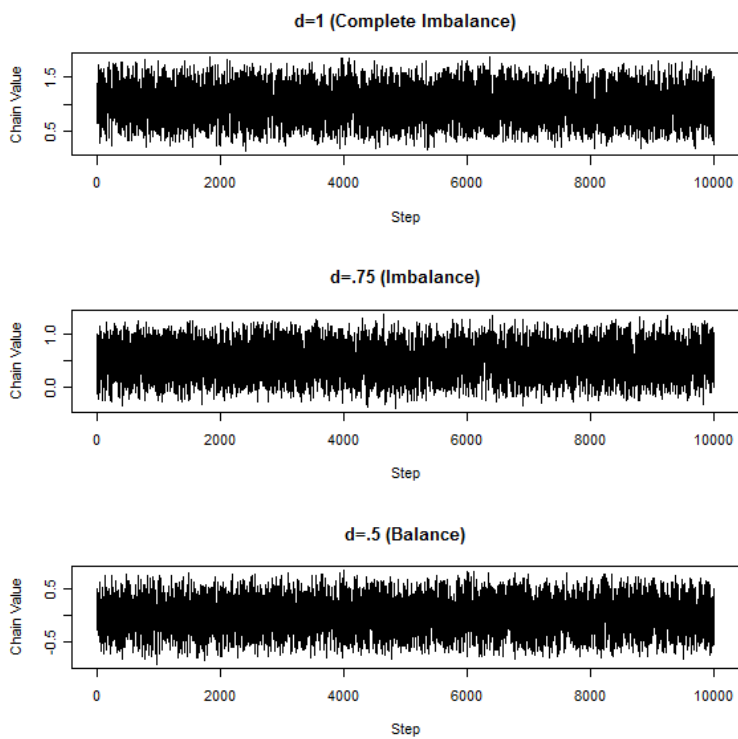 d=1 (Complete Imbalance)
Chain Value
1.5
0.5
0 2000 4000 6000 8000 10000
Step
d=.75 (Imbalance)
Chain Value
1.0
0.0
0 2000 4000 6000 8000 10000
Step
d=.5 (Balance)
Chain Value
0.5
-0.5
0 2000 4000 6000 8000 10000
Step